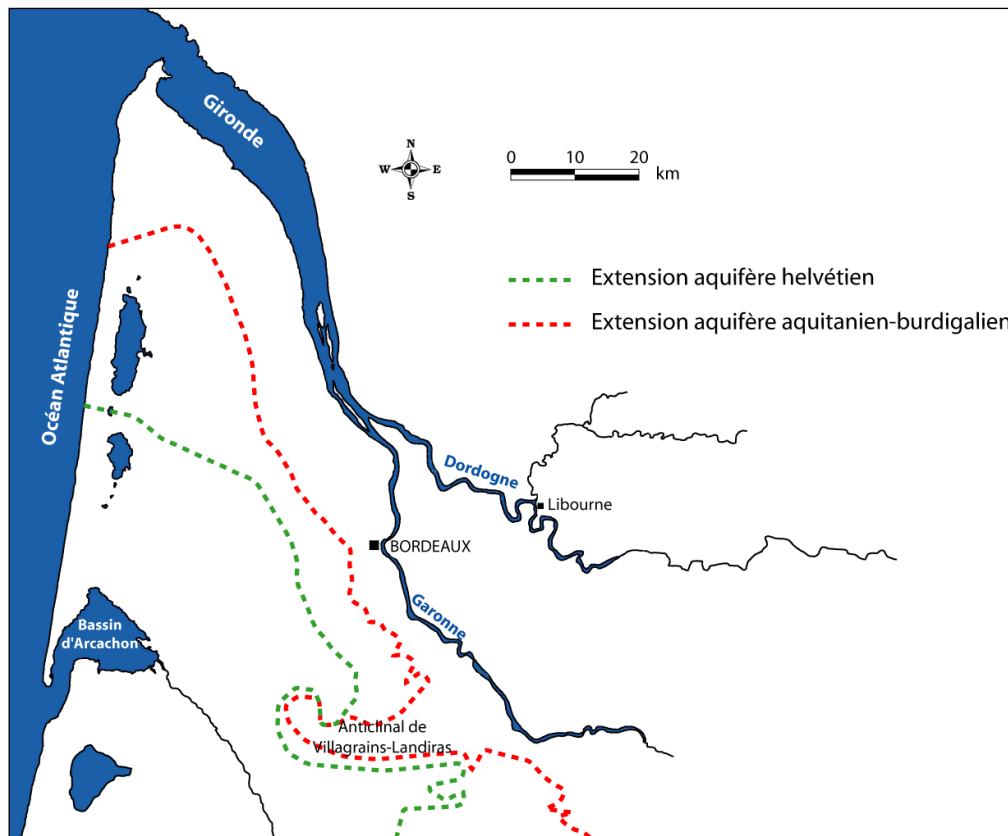 Gironde
N
W E
S
0 10 20
km
Océan Atlantique
Extension aquifère helvétien
Extension aquifère aquitanien-burdigalien
Dordogne
Libourne
BORDEAUX
Garonne
Bassin
d'Arcachon
Anticlinal de
Villagrains-Landiras